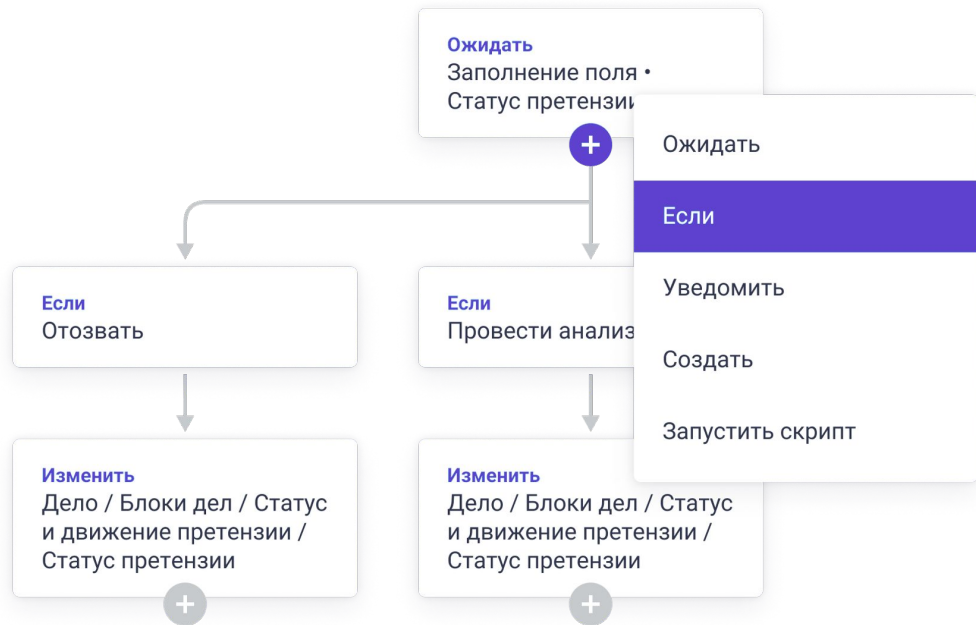 Ожидать
Заполнение поля •
Статус претензии
Ожидать
Если
Уведомить
Создать
Запустить скрипт
Если
Отозвать
Если
Провести анализ
Изменить
Дело / Блоки дел / Статус
и движение претензии /
Статус претензии
Изменить
Дело / Блоки дел / Статус
и движение претензии /
Статус претензии